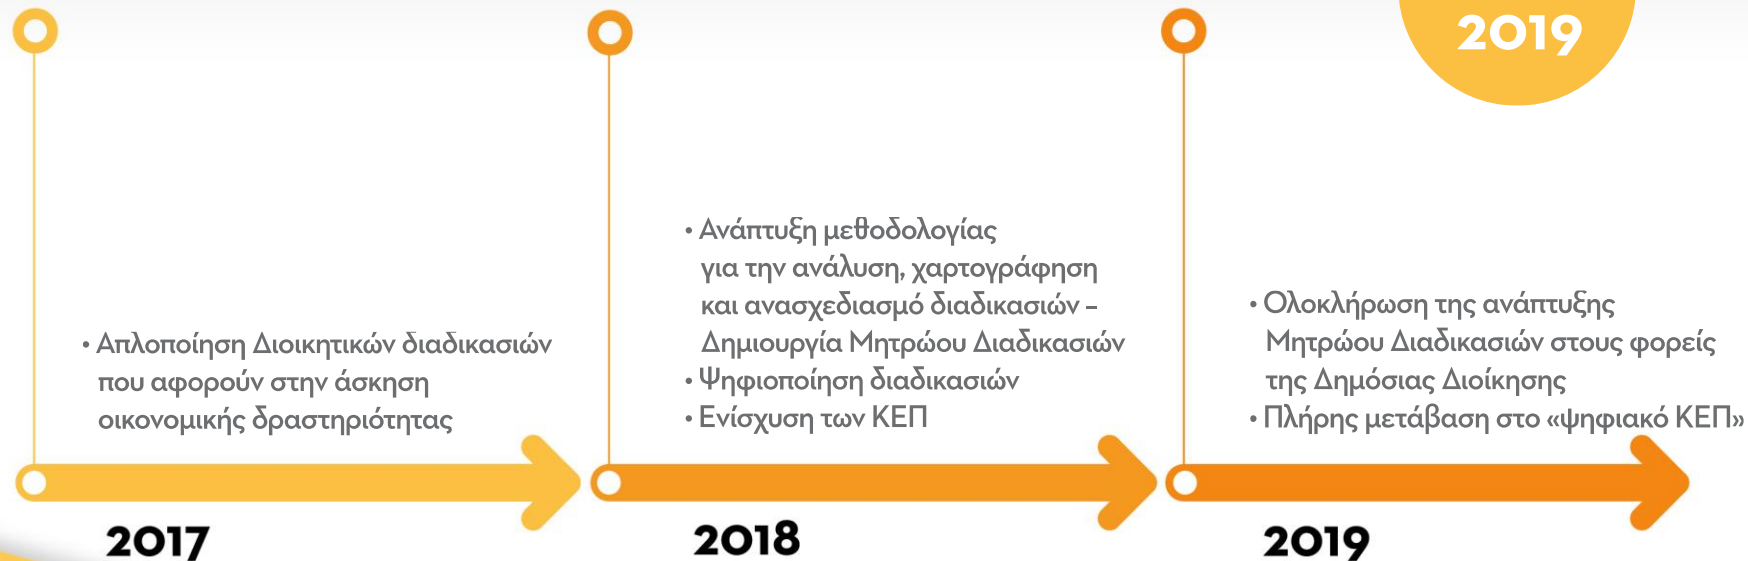 2019
• Απλοποίηση Διοικητικών διαδικασιών
που αφορούν στην άσκηση
οικονομικής δραστηριότητας
2017
• Ανάπτυξη μεθοδολογίας
για την ανάλυση, χαρτογράφηση
και ανασχεδιασμό διαδικασιών –
Δημιουργία Μητρώου Διαδικασιών
• Ψηφιοποίηση διαδικασιών
• Ενίσχυση των ΚΕΠ
2018
• Ολοκλήρωση της ανάπτυξης
Μητρώου Διαδικασιών στους φορείς
της Δημόσιας Διοίκησης
• Πλήρης μετάβαση στο «ψηφιακό ΚΕΠ»
2019